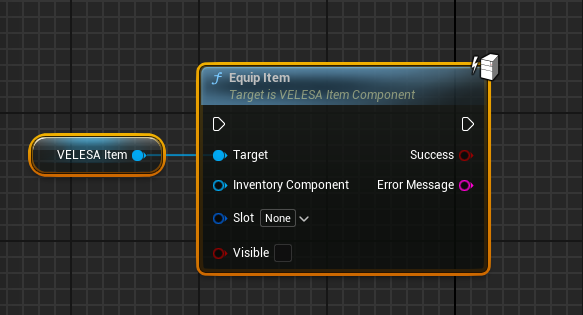 Equip Item
Target is VELESA Item Component
VELESA Item
Target
Success
Inventory Component
Error Message
Slot
None
Visible